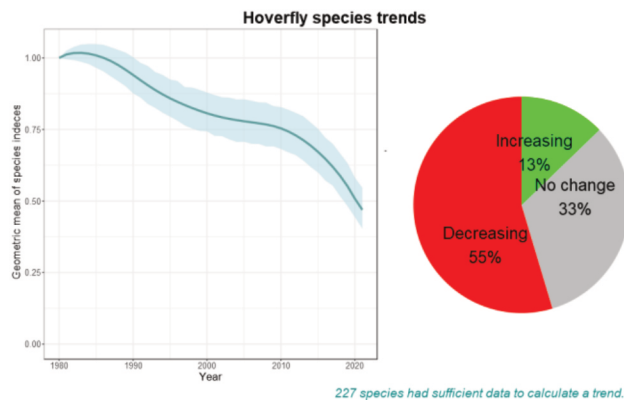 Hoverfly species trends
Geometric mean of species indeces
1.00
0.75
0.50
0.25
0.00
1980
1990
2000
2010
2020
Year
Increasing
13%
No change
33%
Decreasing
55%
227 species had sufficient data to calculate a trend.